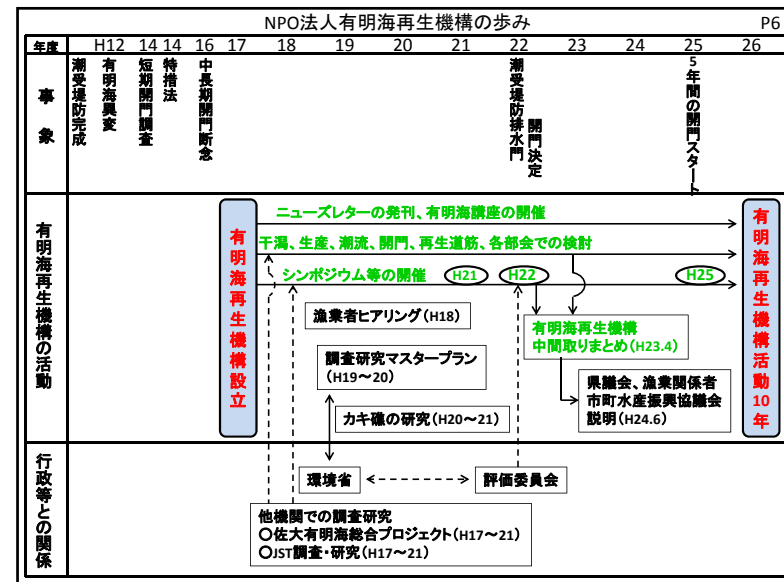 NPO法人有明海再生機構の歩み
P6
年度 H12 14 14 16 17 18 19 20 21 22 23 24 25 26
事象
潮受堤防完成
有明海異変
短期開門調査
特措法
中長期開門断念
潮受堤防排水門
開門決定
5年間の開門スタート
有明海再生機構の活動
有明海再生機構設立
ニューズレターの発刊、有明海講座の開催
干潟、生産、潮流、開門、再生道筋、各部会での検討
シンポジウム等の開催
H21
H22
H25
有明海再生機構活動10年
漁業者ヒアリング(H18)
有明海再生機構
中間取りまとめ(H23.4)
調査研究マスタープラン
(H19〜20)
県議会、漁業関係者
市町水産振興協議会
説明(H24.6)
カキ礁の研究(H20〜21)
行政等との関係
環境省
評価委員会
他機関での調査研究
○佐大有明海総合プロジェクト(H17〜21)
○JST調査・研究(H17〜21)